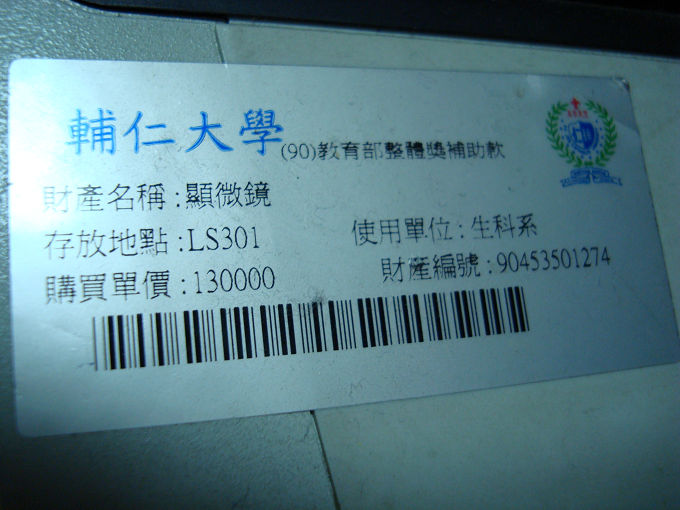 輔仁大學 (90)教育部整體獎補助款
財產名稱:顯微鏡
存放地點:LS301 使用單位:生科系
購買單價:130000 財產編號:90453501274